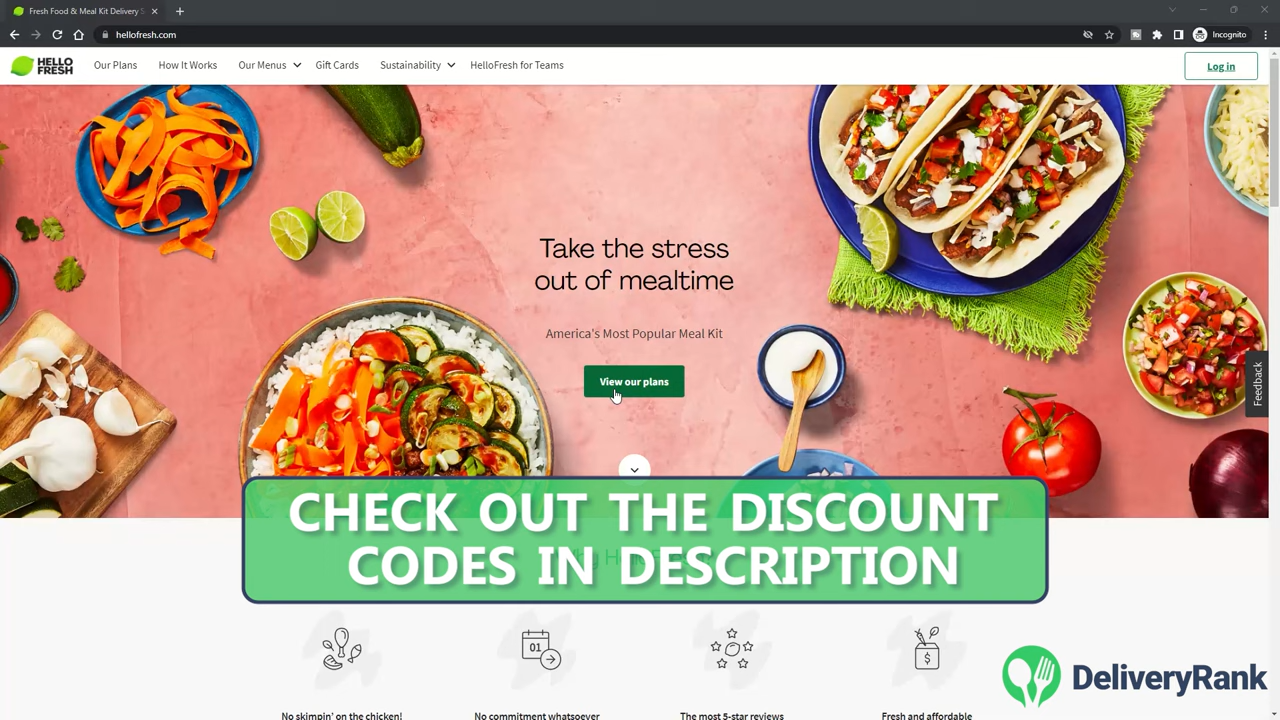 Fresh Food & Meal Kit Delivery S
hellofresh.com
Incognito
HELLO
FRESH
Our Plans
How It Works
Our Menus
Gift Cards
Sustainability
HelloFresh for Teams
Log in
Take the stress
out of mealtime
America's Most Popular Meal Kit
View our plans
Feedback
CHECK OUT THE DISCOUNT
CODES IN DESCRIPTION
01
$
No skimpin' on the chicken!
No commitment whatsoever
The most 5-star reviews
Fresh and affordable
DeliveryRank